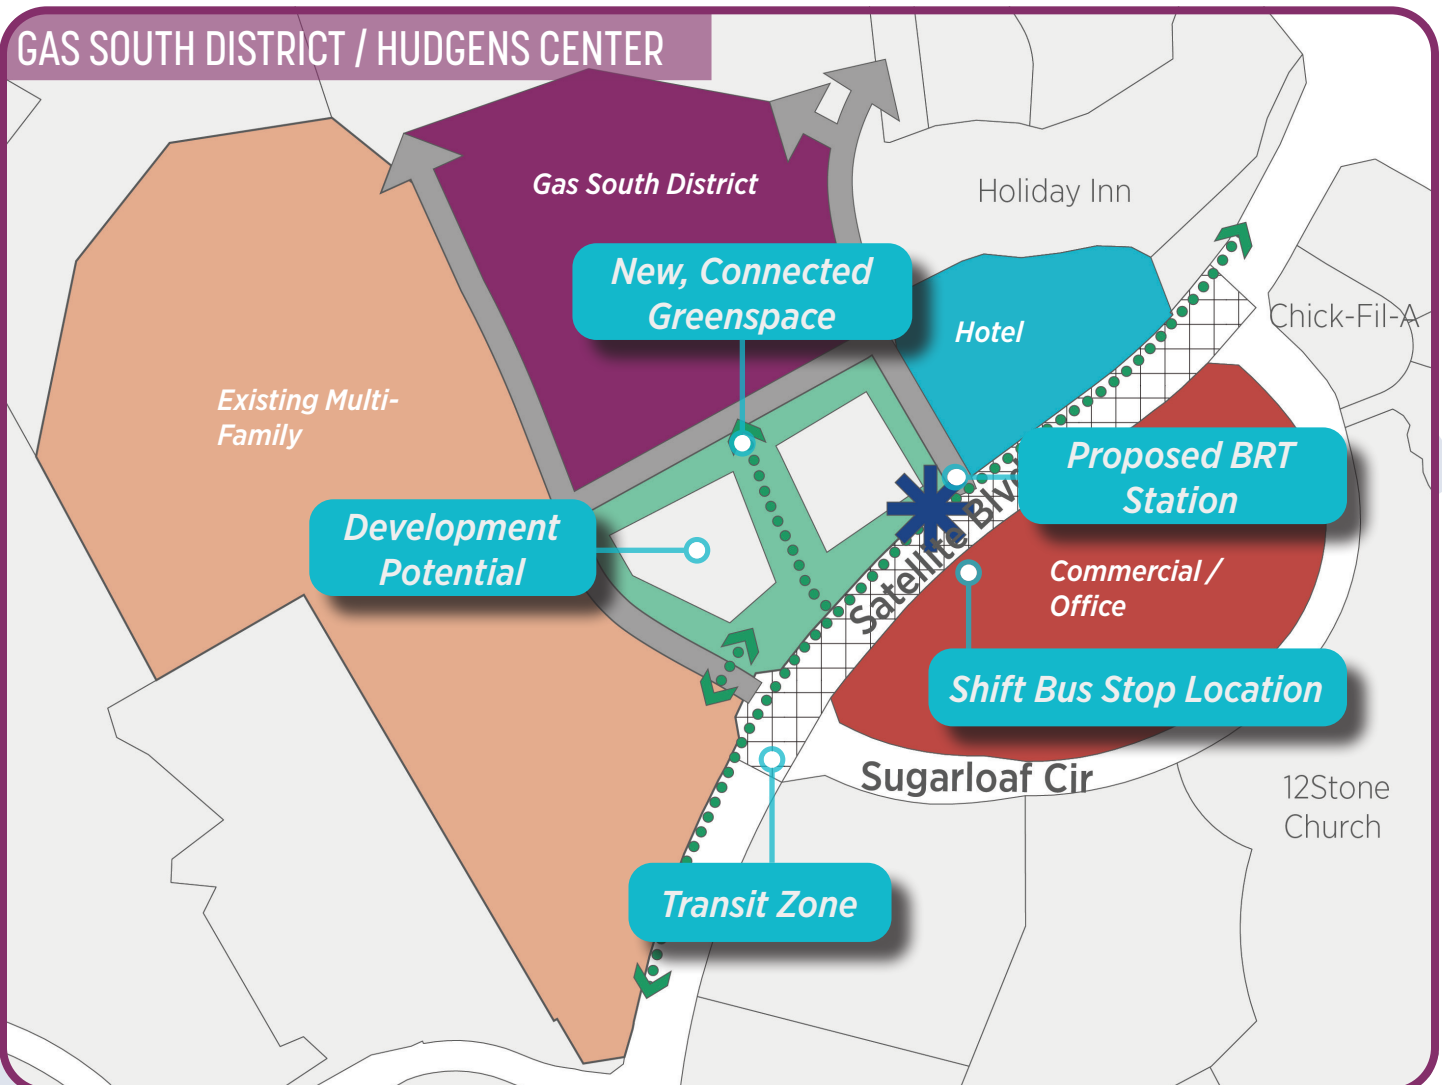 GAS SOUTH DISTRICT / HUDGENS CENTER
Gas South District
Holiday Inn
New, Connected
Greenspace
Hotel
Chick-Fil-A
Existing Multi-
Family
Proposed BRT
Station
Development
Potential
Satellite Blvd
Commercial /
Office
Shift Bus Stop Location
Sugarloaf Cir
12Stone
Church
Transit Zone